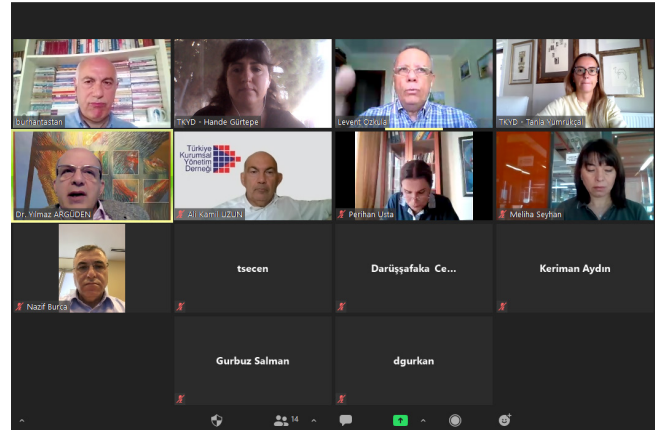 burhantastan
TKYD - Hande Gürtepe
Levent Özkula
TKYD - Tania Yumrukçal
Türkiye
Kurumsal
Yönetim
Derneği
Dr. Yılmaz ARGÜDEN
Ali Kamil UZUN
Perihan Usta
Meliha Seyhan
Nazif Burca
tsecen
Darüşşafaka Ce...
Keriman Aydın
Gurbuz Salman
dgurkan
14